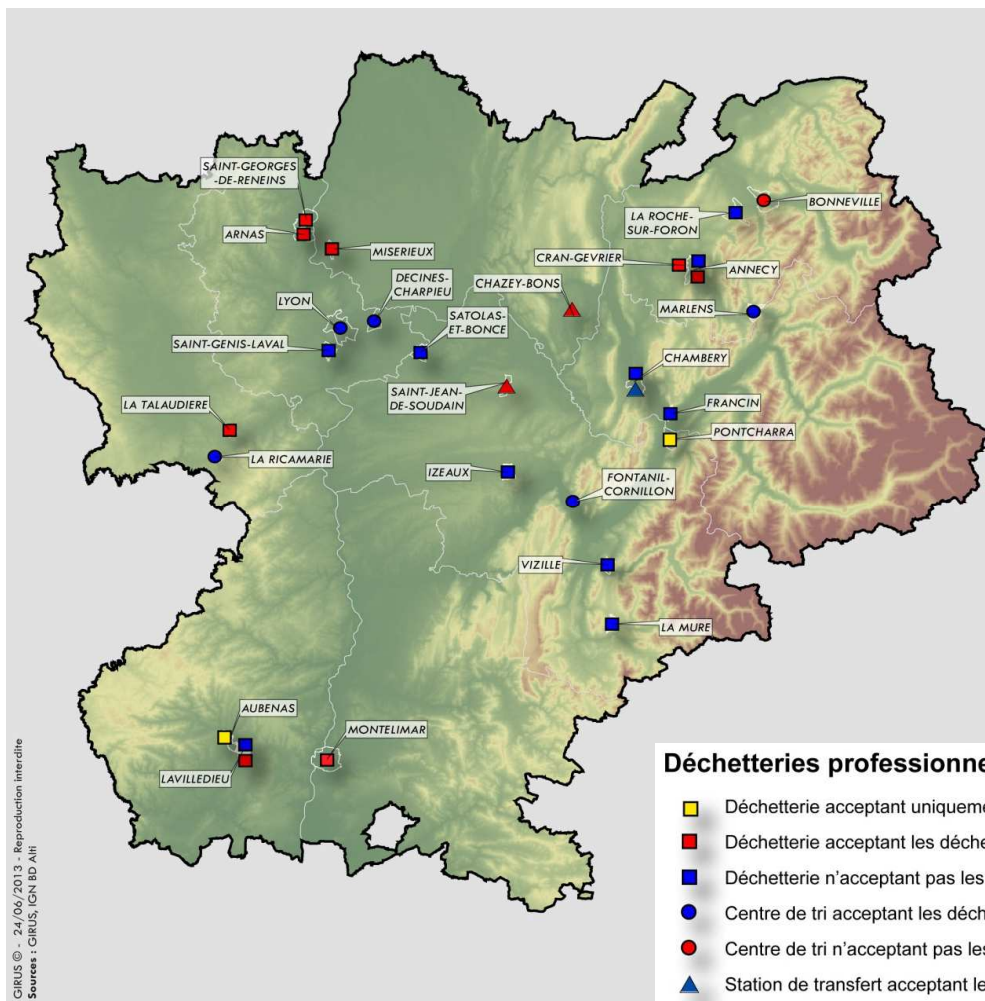 SAINT-GEORGES
-DE-RENEINS
ARNAS
MISERIEUX
LA ROCHE-
SUR-FORON
BONNEVILLE
CRAN-GEVRIER
ANNECY
DECINES-
CHARPIEU
CHAZEY-BONS
LYON
MARLENS
SATOLAS-
ET-BONCE
SAINT-GENIS-LAVAL
CHAMBERY
SAINT-JEAN-
DE-SOUDAIN
LA TALAUDIERE
FRANCIN
PONTCHARRA
LA RICAMARIE
IZEAUX
FONTANIL-
CORNILLON
VIZILLE
LA MURE
AUBENAS
MONTELIMAR
LAVILLEDIEU
Déchetteries professionne
Déchetterie acceptant uniqueme
Déchetterie acceptant les déche
Déchetterie n'acceptant pas les
Centre de tri acceptant les déch
Centre de tri n'acceptant pas les
Station de transfert acceptant le
GIRUS © - 24/06/2013 - Reproduction interdite
Sources : GIRUS, IGN BD Alti